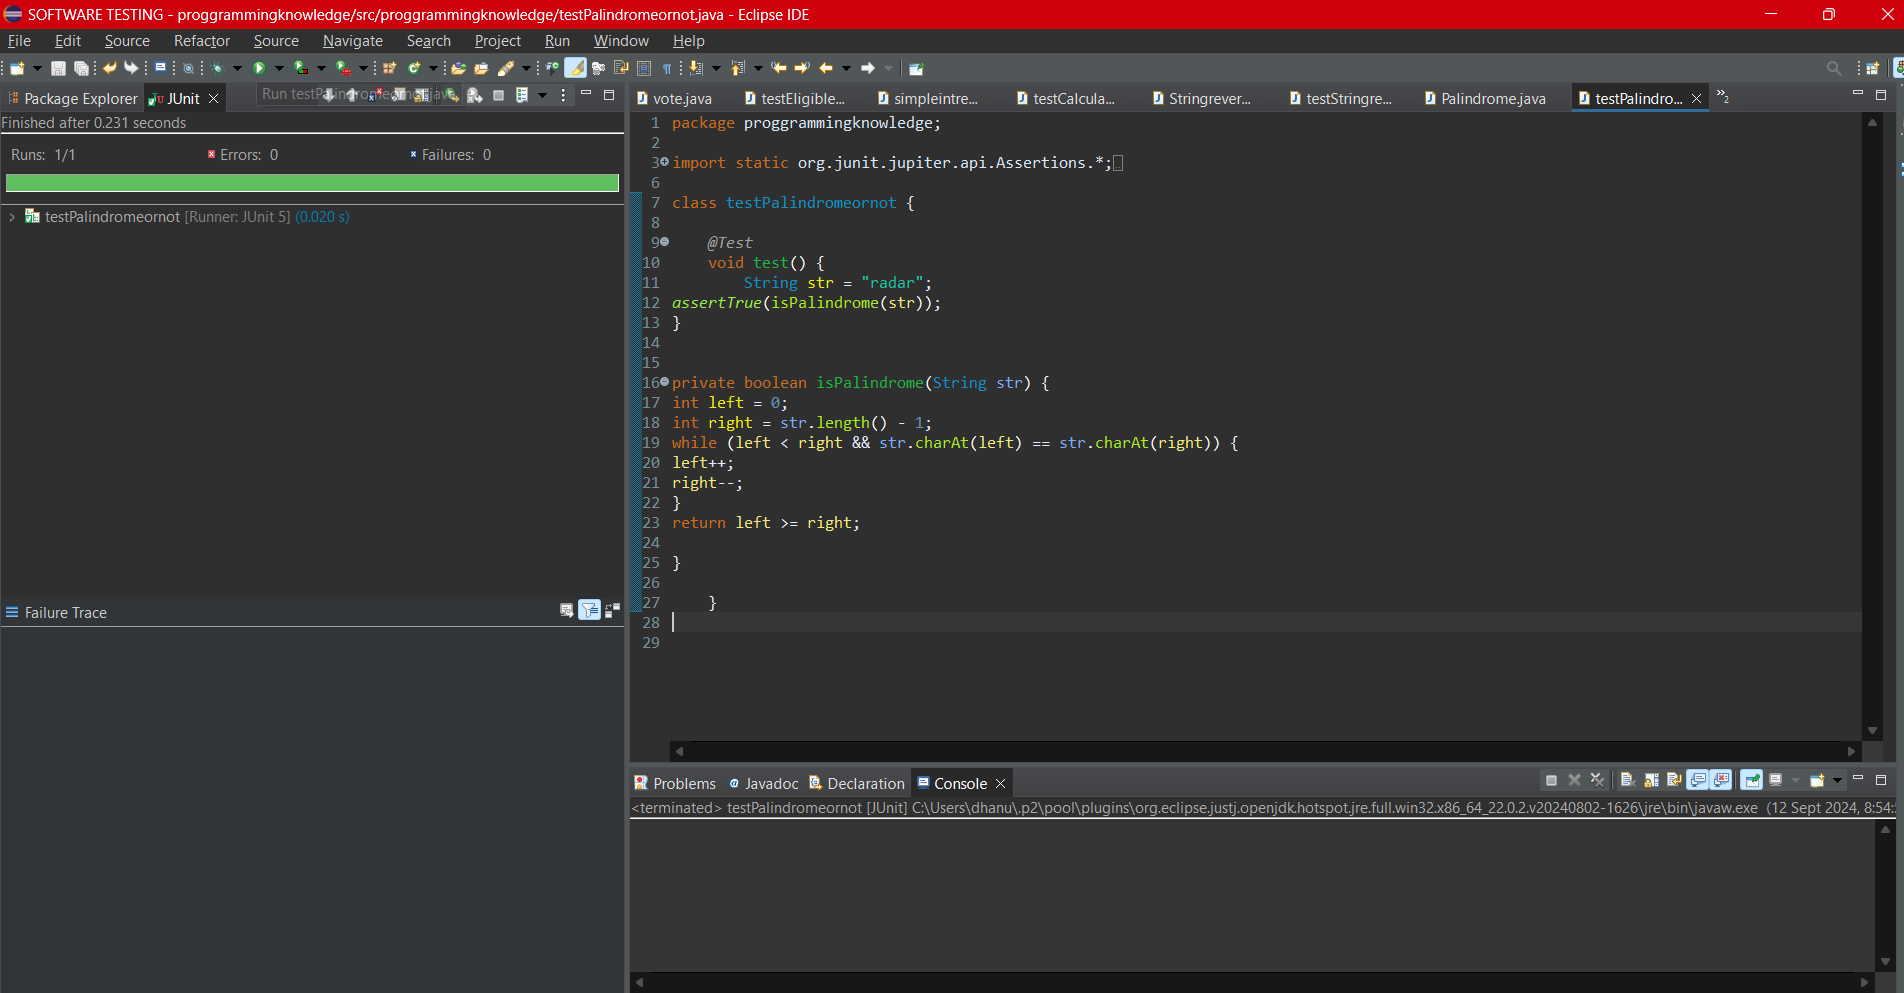 SOFTWARE TESTING - proggrammingknowledge/src/proggrammingknowledge/testPalindromeornot.java - Eclipse IDE
File Edit Source Refactor Source Navigate Search Project Run Window Help
Package Explorer JUnit
Run testPalindromeornot.java
Finished after 0.231 seconds
Runs: 1/1 Errors: 0 Failures: 0
testPalindromeornot [Runner: JUnit 5] (0.020 s)
Failure Trace
vote.java testEligible... simpleintre... testCalcula... Stringrever... testStringre... Palindrome.java testPalindro... »2
1 package proggrammingknowledge;
2
3 import static org.junit.jupiter.api.Assertions.*;
6
7 class testPalindromeornot {
8
9 @Test
10 void test() {
11 String str = "radar";
12 assertTrue(isPalindrome(str));
13 }
14
15
16 private boolean isPalindrome(String str) {
17 int left = 0;
18 int right = str.length() - 1;
19 while (left < right && str.charAt(left) == str.charAt(right)) {
20 left++;
21 right--;
22 }
23 return left >= right;
24
25 }
26
27 }
28
29
Problems Javadoc Declaration Console
<terminated> testPalindromeornot [JUnit] C:\Users\dhanu\.p2\pool\plugins\org.eclipse.justj.openjdk.hotspot.jre.full.win32.x86_64_22.0.2.v20240802-1626\jre\bin\javaw.exe (12 Sept 2024, 8:54: